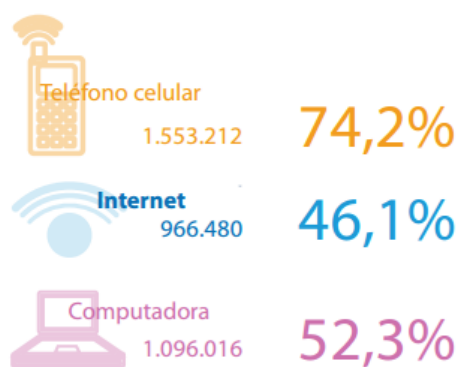 Teléfono celular
1.553.212 74,2%
Internet
966.480 46,1%
Computadora
1.096.016 52,3%